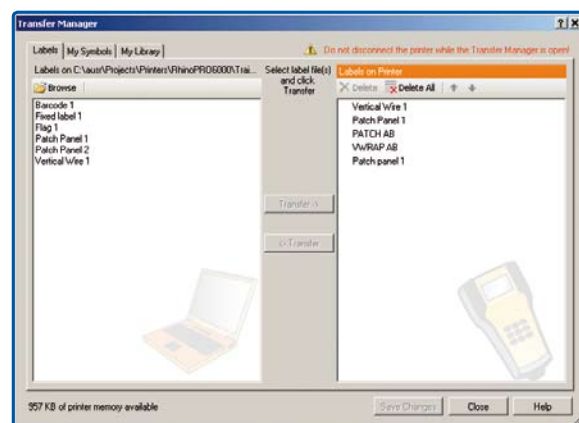 Transfer Manager
Labels
My Symbols
My Library
Do not disconnect the printer while the Transfer Manager is open!
Labels on C:\ausr\Projects\Printers\RhinoPRO6000\Trai...
Select label file(s)
and click
Transfer
Labels on Printer
Browse
Delete
Delete All
Barcode 1
Fixed label 1
Flag 1
Patch Panel 1
Patch Panel 2
Vertical Wire 1
Vertical Wire 1
Patch Panel 1
PATCH AB
VWRAP AB
Patch panel 1
Transfer ->
<- Transfer
957 KB of printer memory available
Save Changes
Close
Help